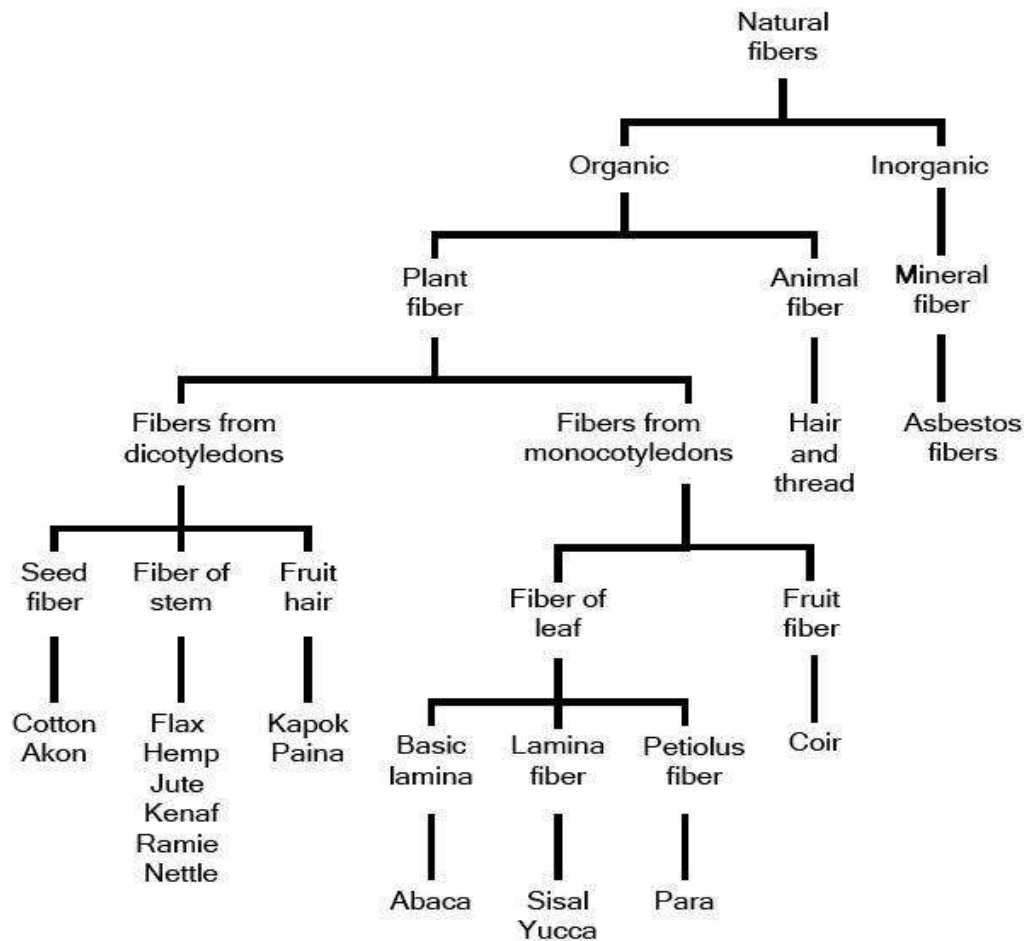 Natural
fibers
Organic
Inorganic
Plant
fiber
Animal
fiber
Mineral
fiber
Fibers from
dicotyledons
Fibers from
monocotyledons
Hair
and
thread
Asbestos
fibers
Seed
fiber
Fiber of
stem
Fruit
hair
Fiber of
leaf
Fruit
fiber
Cotton
Akon
Flax
Hemp
Jute
Kenaf
Ramie
Nettle
Kapok
Paina
Basic
lamina
Lamina
fiber
Petiolus
fiber
Coir
Abaca
Sisal
Yucca
Para